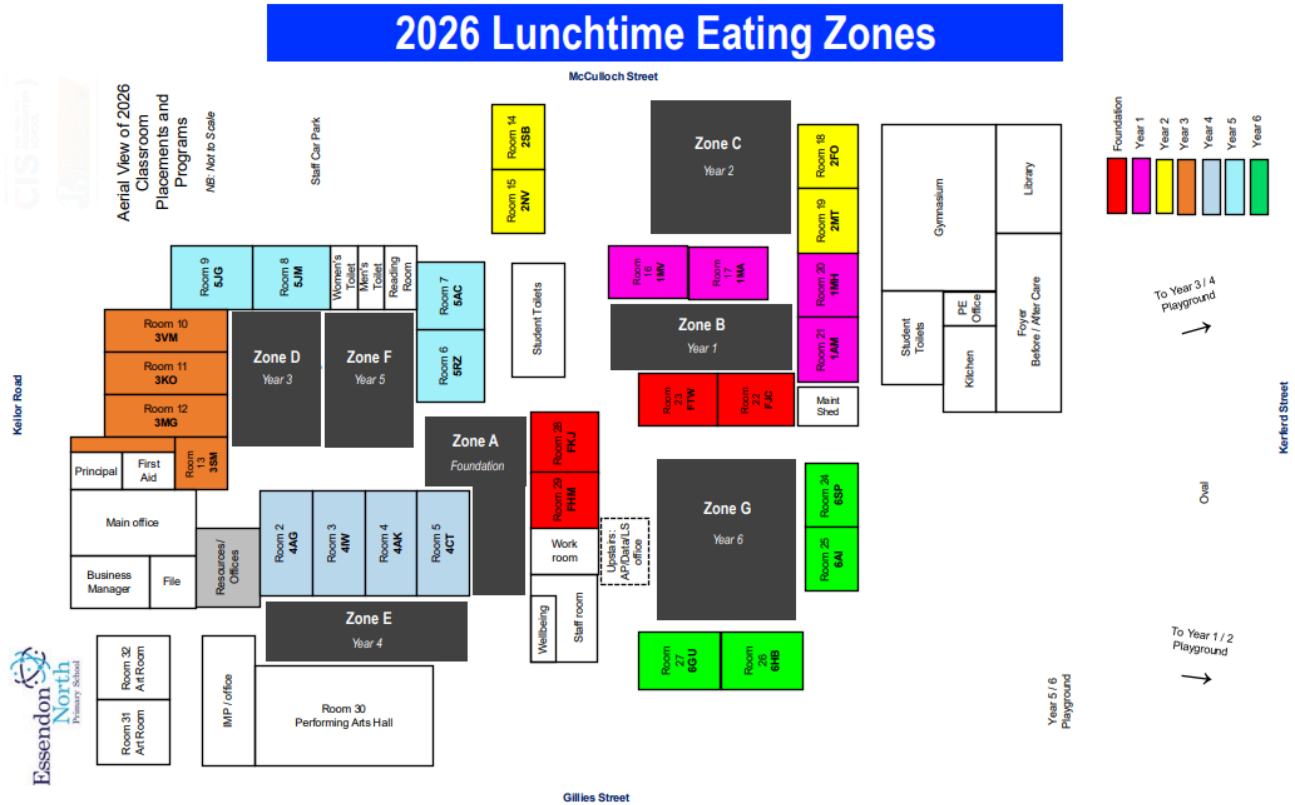 2026 Lunchtime Eating Zones
McCulloch Street
Aerial View of 2026
Classroom
Placements and
Programs
NB: Not to Scale
Staff Car Park
Room 14
2SB
Room 15
2NV
Zone C
Year 2
Room 18
2FO
Room 19
2MT
Room 20
1MH
Room 21
1AM
Gymnasium
Library
Foundation
Year 1
Year 2
Year 3
Year 4
Year 5
Year 6
Room 9
5JG
Room 8
5JM
Women's
Toilet
Men's
Toilet
Reading
Room
Room 7
5AC
Room 6
5RZ
Student Toilets
Room
16
1MV
Room
17
1MA
Zone B
Year 1
Student
Toilets
PE
Office
Kitchen
Foyer
Before / After Care
To Year 3 / 4
Playground
Room 10
3VM
Room 11
3KO
Room 12
3MG
Room
13
3SM
Zone D
Year 3
Zone F
Year 5
Room
23
FTW
Room
22
FJC
Maint
Shed
Keilor Road
Kerferd Street
Principal
First
Aid
Main office
Business
Manager
File
Resources/
Offices
Zone A
Foundation
Room 28
FKJ
Room 29
FHM
Work
room
Upstairs:
AP/Data/LS
office
Wellbeing
Staff room
Room 2
4AG
Room 3
4IW
Room 4
4AK
Room 5
4CT
Zone E
Year 4
Zone G
Year 6
Room 24
6SP
Room 25
6AI
Room
27
6GU
Room
26
6HB
Oval
To Year 1 / 2
Playground
Year 5 / 6
Playground
Essendon
North
Primary School
Room 32
Art Room
Room 31
Art Room
IMP / office
Room 30
Performing Arts Hall
Gillies Street